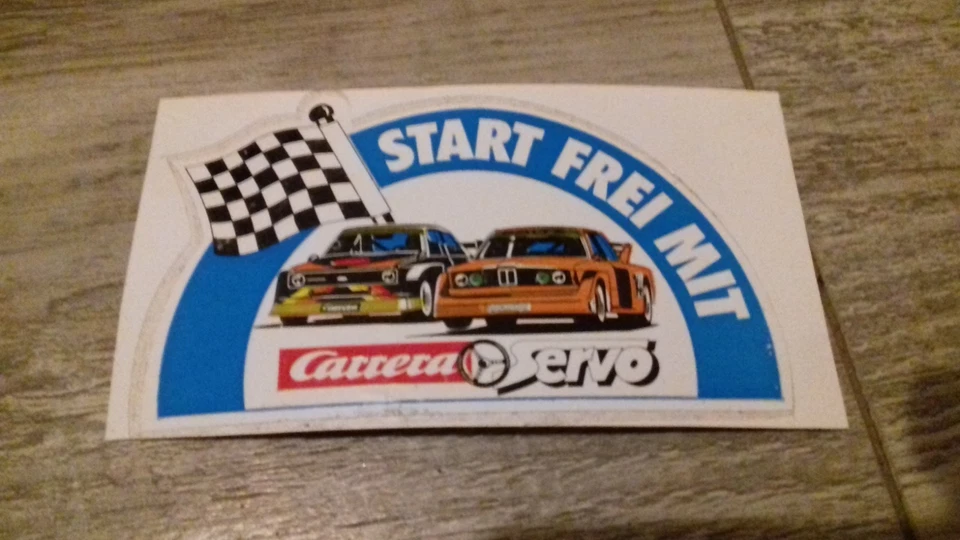 START FREI MIT
Carrera Servo